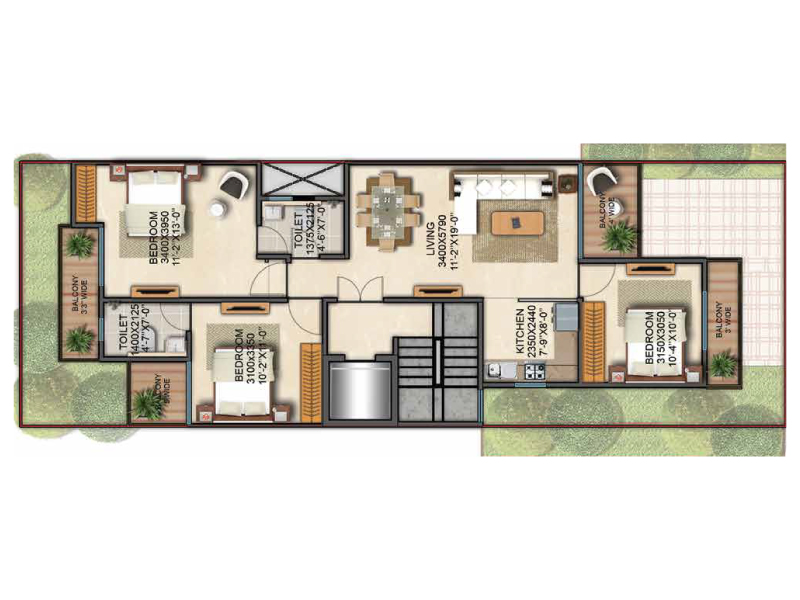 BEDROOM
3400X3950
11'-2"X13'-0"
TOILET
1375X2125
4'-6"X7'-0"
LIVING
3400X5790
11'-2"X19'-0"
BALCONY
4' WIDE
BALCONY
3'3" WIDE
TOILET
1400X2125
4'-7"X7'-0"
BEDROOM
3100X3350
10'-2"X11'-0"
KITCHEN
2350X2440
7'-9"X8'-0"
BEDROOM
3150X3050
10'-4"X10'-0"
BALCONY
3' WIDE
BALCONY
WIDE